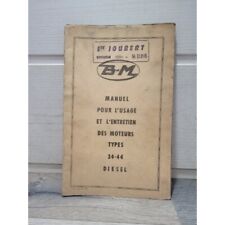 Ets JOUBERT
B-M
MANUEL
POUR L'USAGE
ET L'ENTRETIEN
DES MOTEURS
TYPES
34-44
DIESEL